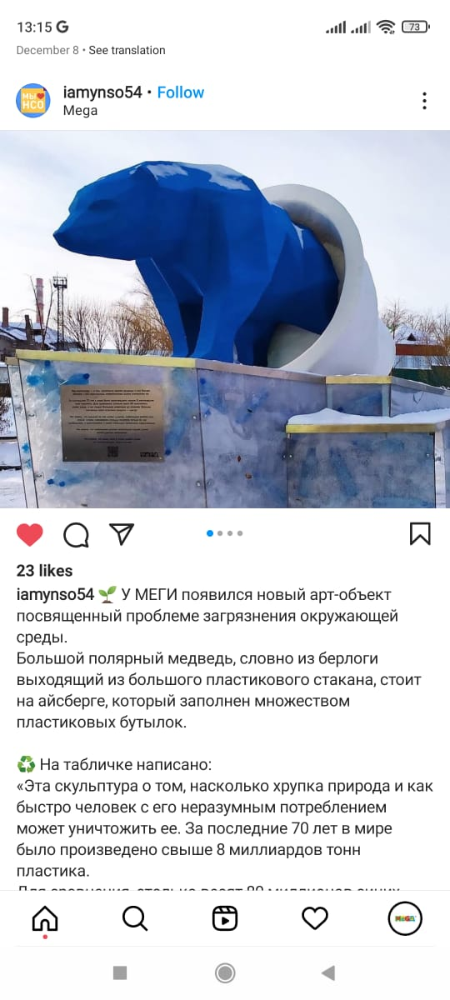 13:15 G
73
December 8 • See translation
МЫ
НСО
iamynso54 • Follow
Mega
23 likes
iamynso54 🌱 У МЕГИ появился новый арт-объект
посвященный проблеме загрязнения окружающей
среды.
Большой полярный медведь, словно из берлоги
выходящий из большого пластикового стакана, стоит
на айсберге, который заполнен множеством
пластиковых бутылок.
♻️ На табличке написано:
«Эта скульптура о том, насколько хрупка природа и как
быстро человек с его неразумным потреблением
может уничтожить ее. За последние 70 лет в мире
было произведено свыше 8 миллиардов тонн
пластика.
MEGA